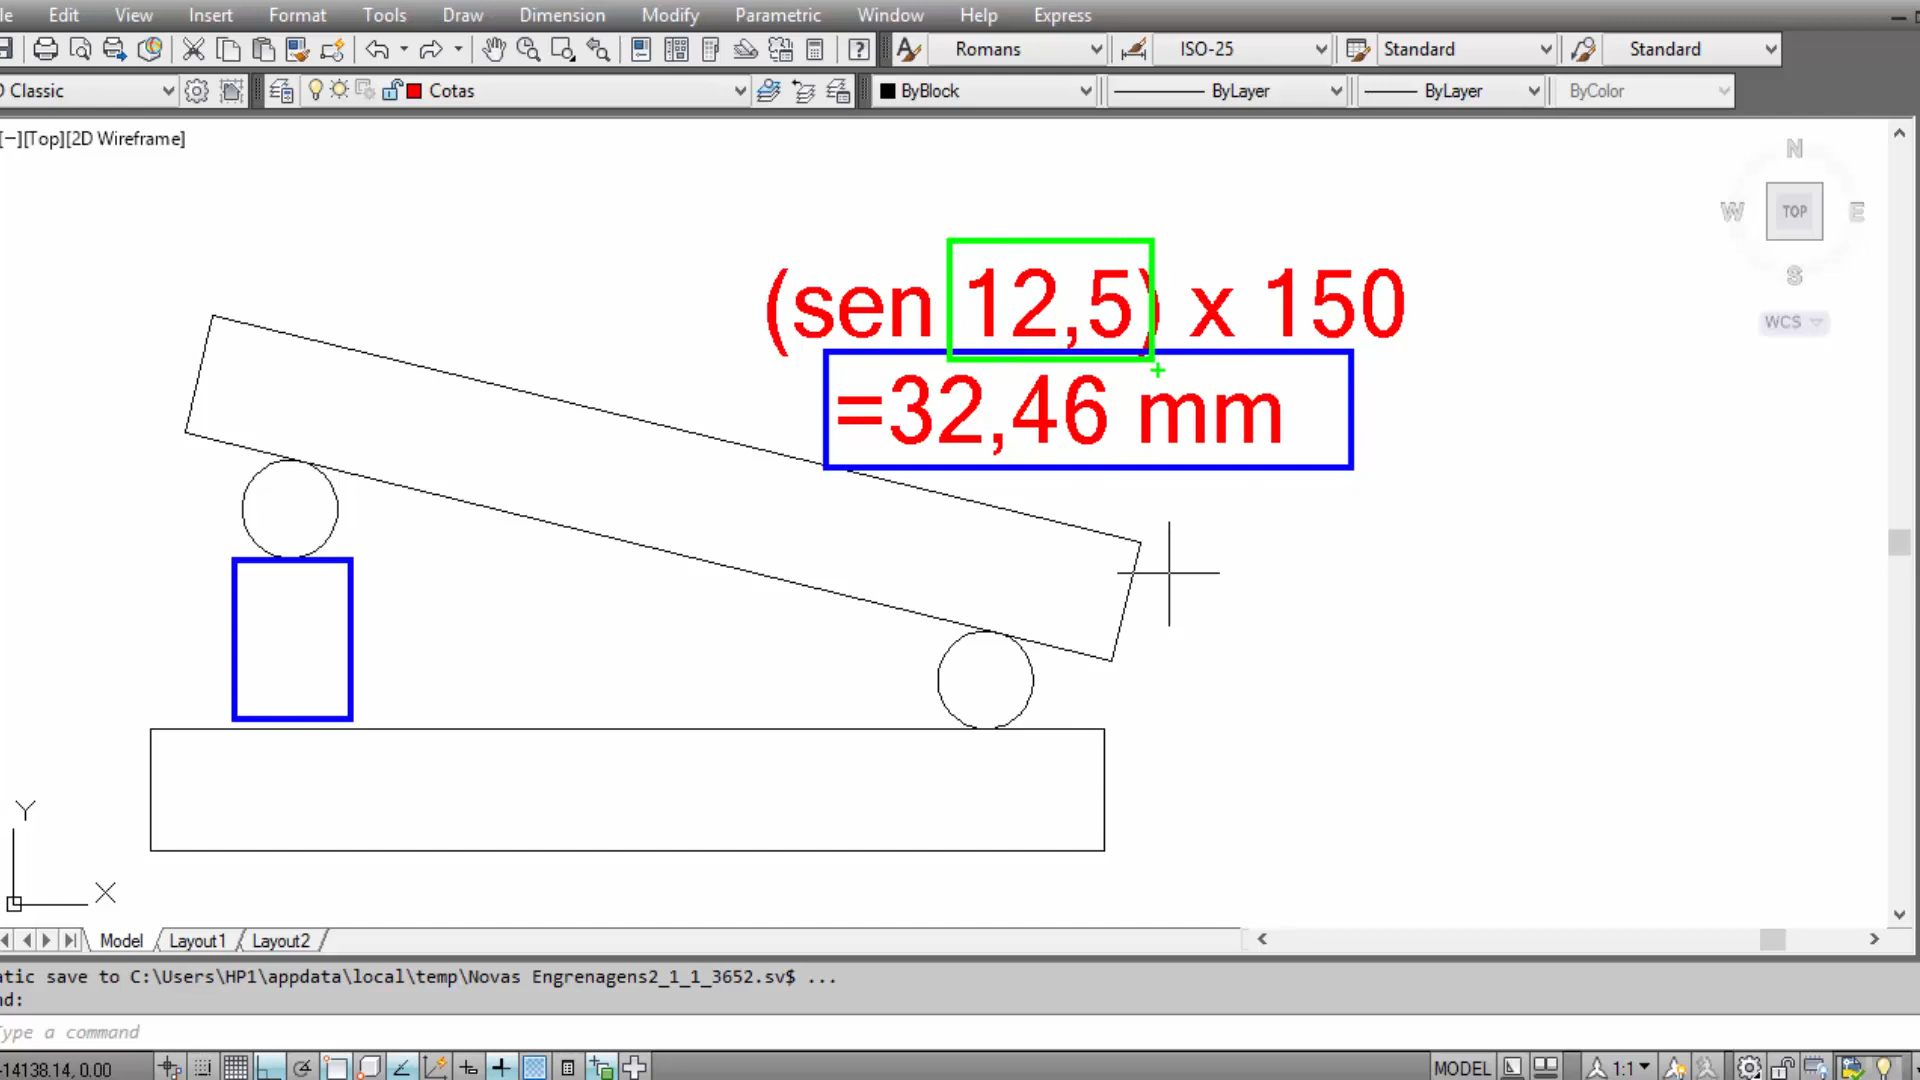 Edit View Insert Format Tools Draw Dimension Modify Parametric Window Help Express
Romans ISO-25 Standard Standard
Classic Cotas ByBlock ByLayer ByLayer ByColor
[−][Top][2D Wireframe]
N
W TOP E
S
WCS
(sen 12,5) x 150
=32,46 mm
Y
X
Model Layout1 Layout2
atic save to C:\Users\HP1\appdata\local\temp\Novas Engrenagens2_1_1_3652.sv$ ...
nd:
Type a command
-14138.14, 0.00 MODEL 1:1